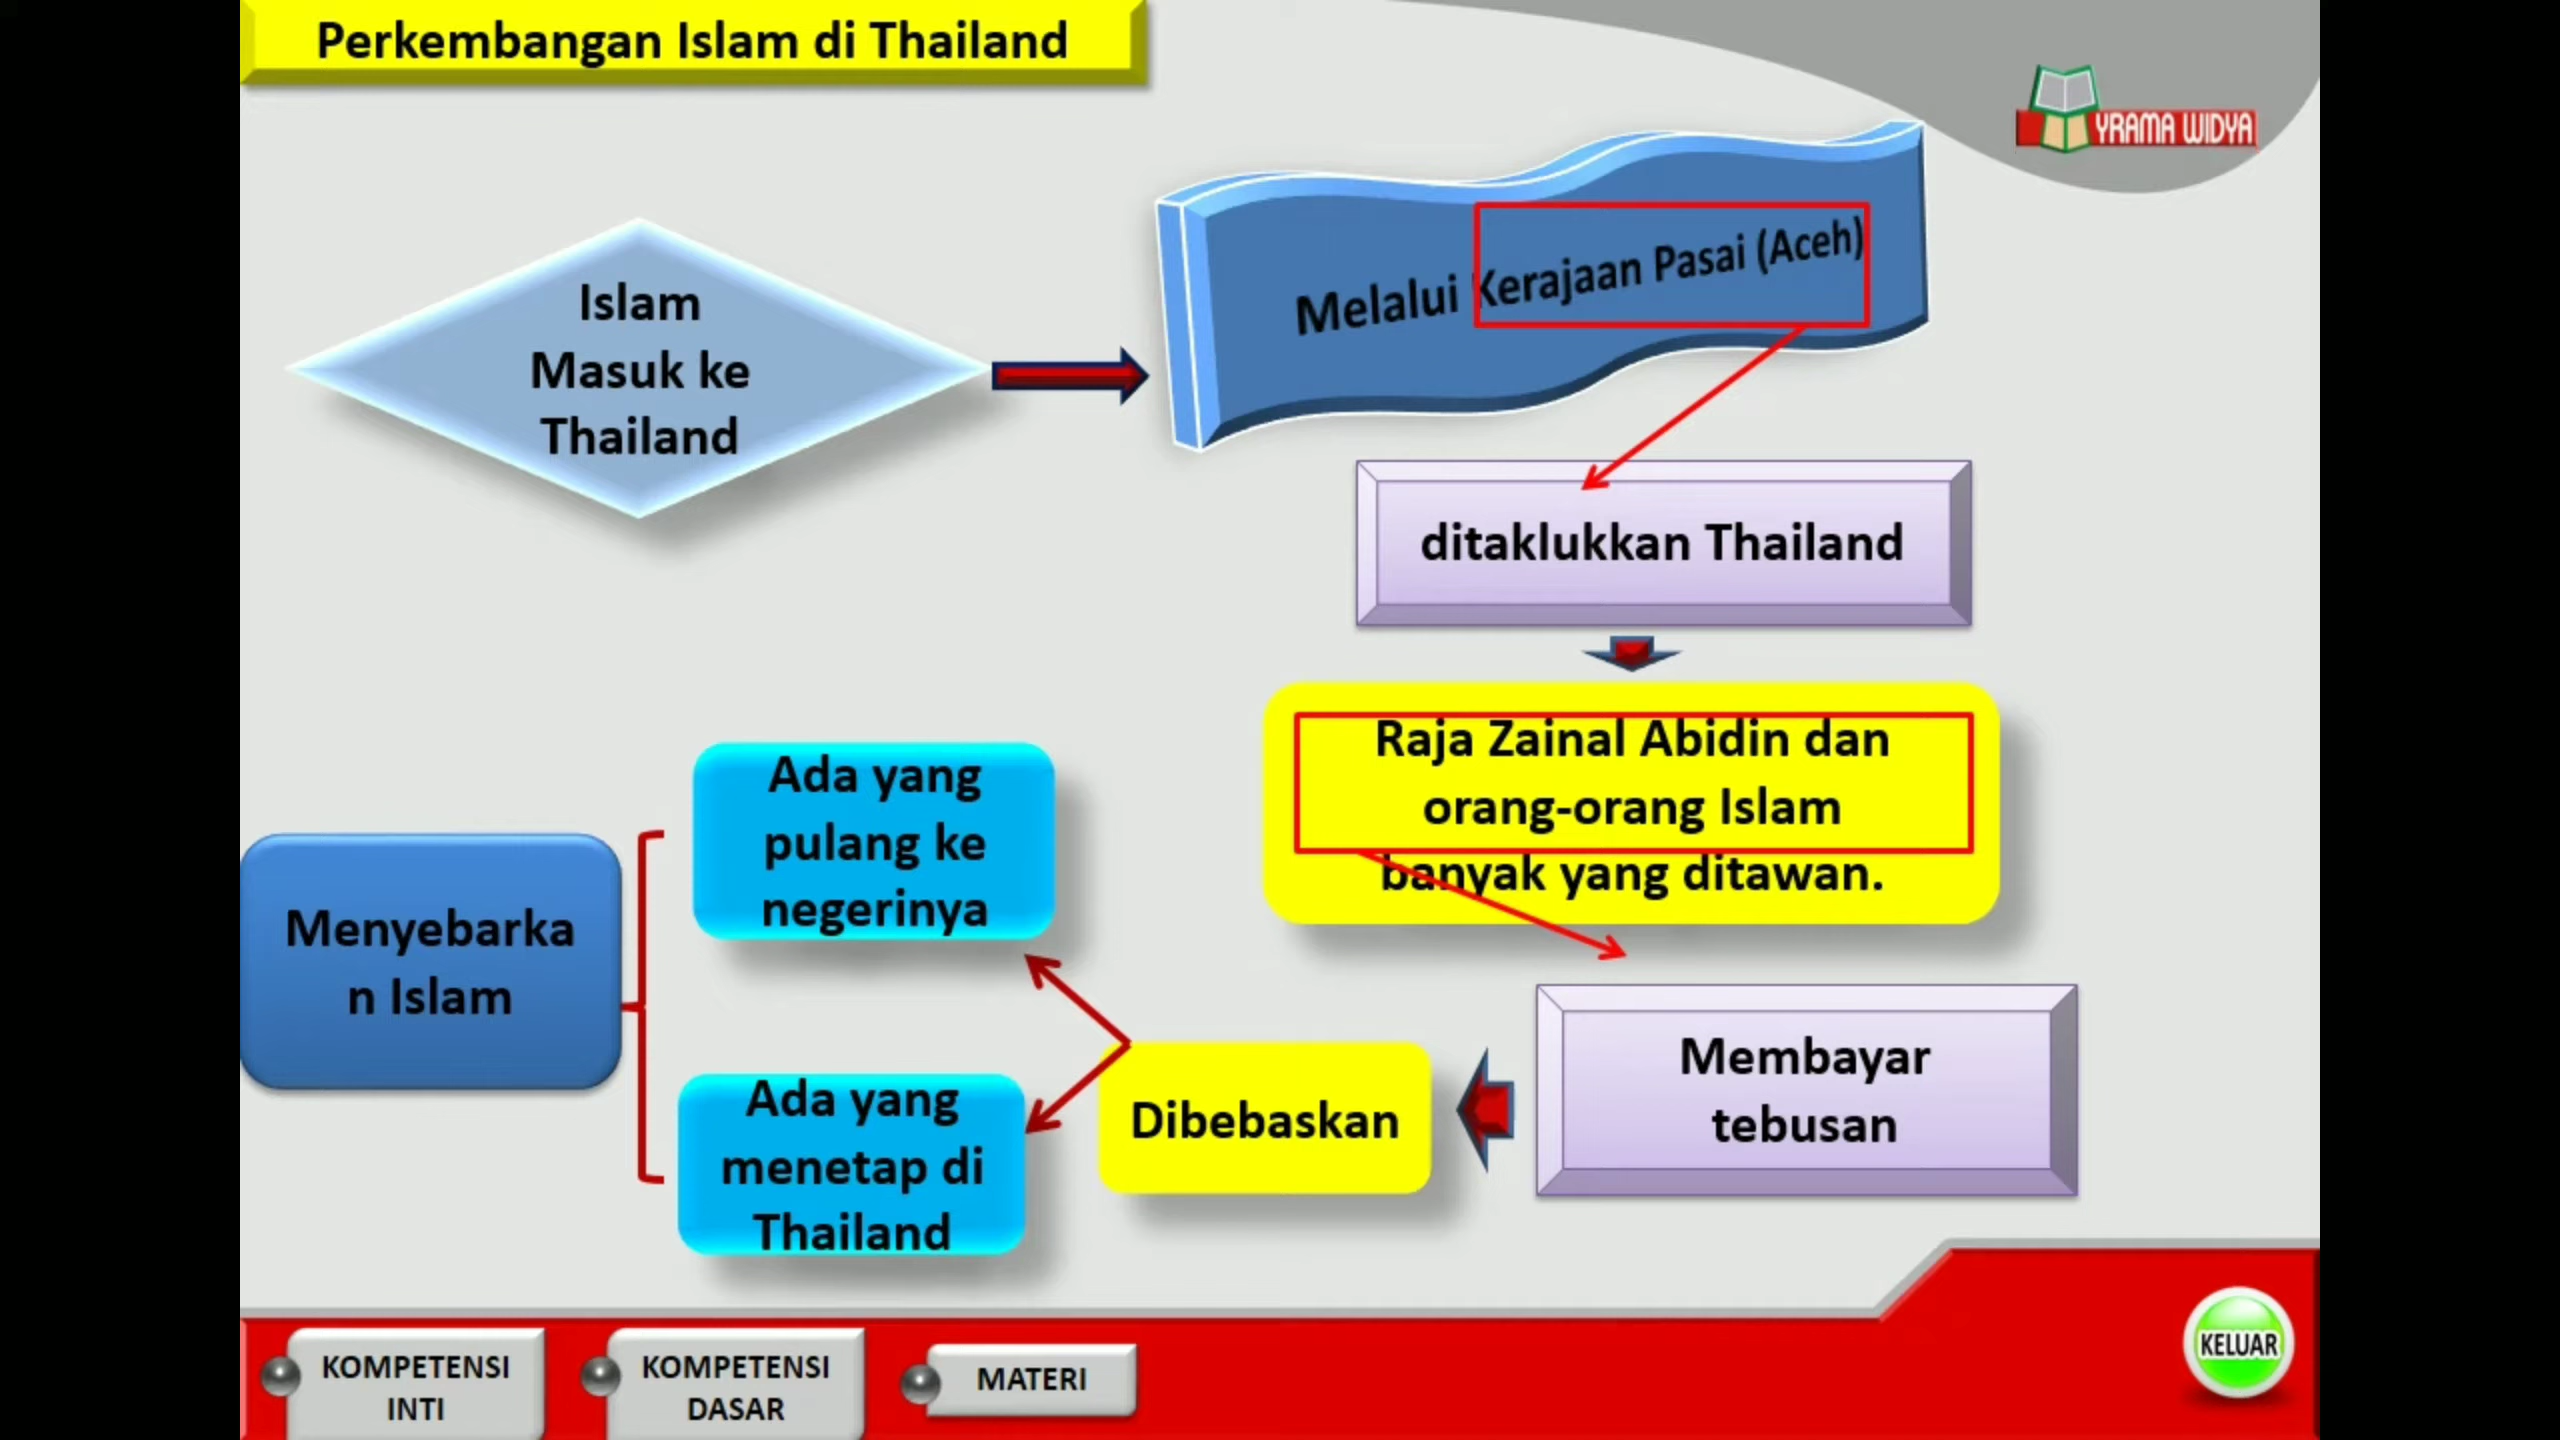 Perkembangan Islam di Thailand
YRAMA WIDYA
Islam
Masuk ke
Thailand
Melalui Kerajaan Pasai (Aceh)
ditaklukkan Thailand
Raja Zainal Abidin dan
orang-orang Islam
banyak yang ditawan.
Membayar
tebusan
Dibebaskan
Ada yang
pulang ke
negerinya
Ada yang
menetap di
Thailand
Menyebarka
n Islam
KOMPETENSI
INTI
KOMPETENSI
DASAR
MATERI
KELUAR